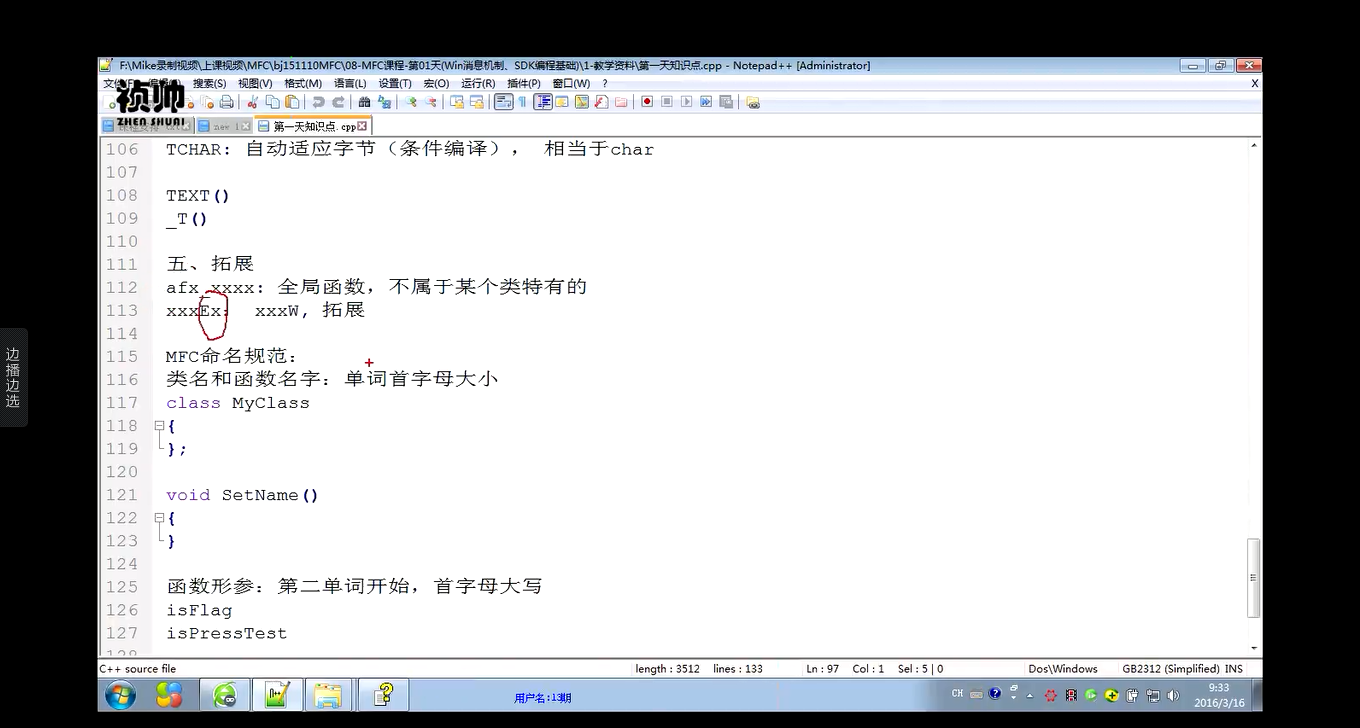 F:\Mike录制视频\上课视频\MFC\bj151110MFC\08-MFC课程-第01天(Win消息机制、SDK编程基础)\1-教学资料\第一天知识点.cpp - Notepad++ [Administrator]
搜索(S) 视图(V) 格式(M) 语言(L) 设置(T) 宏(O) 运行(R) 插件(P) 窗口(W) ? X
祯帅
ZHEN SHUAI
new 1 第一天知识点.cpp
106 TCHAR: 自动适应字节（条件编译）， 相当于char
107
108 TEXT()
109 _T()
110
111 五、拓展
112 afx_xxxx: 全局函数，不属于某个类特有的
113 xxxEx: xxxW, 拓展
114
115 MFC命名规范:
116 类名和函数名字: 单词首字母大小
117 class MyClass
118 {
119 };
120
121 void SetName()
122 {
123 }
124
125 函数形参: 第二单词开始, 首字母大写
126 isFlag
127 isPressTest
边播边选
C++ source file length : 3512 lines : 133 Ln : 97 Col : 1 Sel : 5 | 0 Dos\Windows GB2312 (Simplified) INS
用户名:13期 CH 9:33
2016/3/16